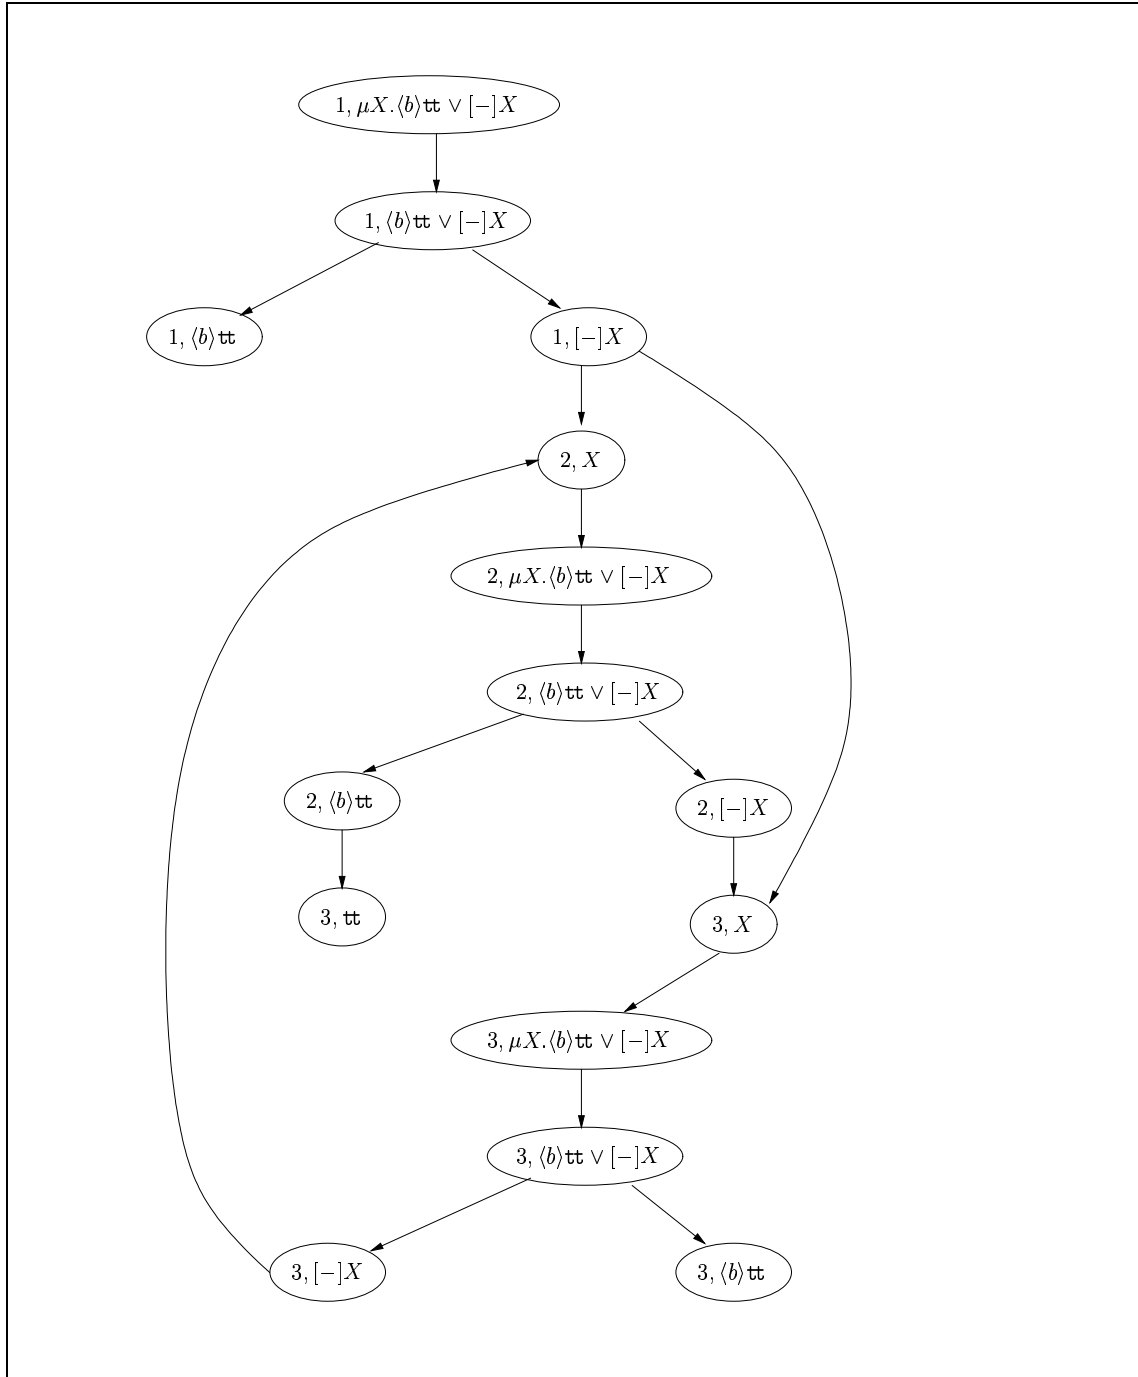 1, μX.⟨b⟩tt ∨ [−]X
1, ⟨b⟩tt ∨ [−]X
1, ⟨b⟩tt
1, [−]X
2, X
2, μX.⟨b⟩tt ∨ [−]X
2, ⟨b⟩tt ∨ [−]X
2, ⟨b⟩tt
2, [−]X
3, tt
3, X
3, μX.⟨b⟩tt ∨ [−]X
3, ⟨b⟩tt ∨ [−]X
3, [−]X
3, ⟨b⟩tt